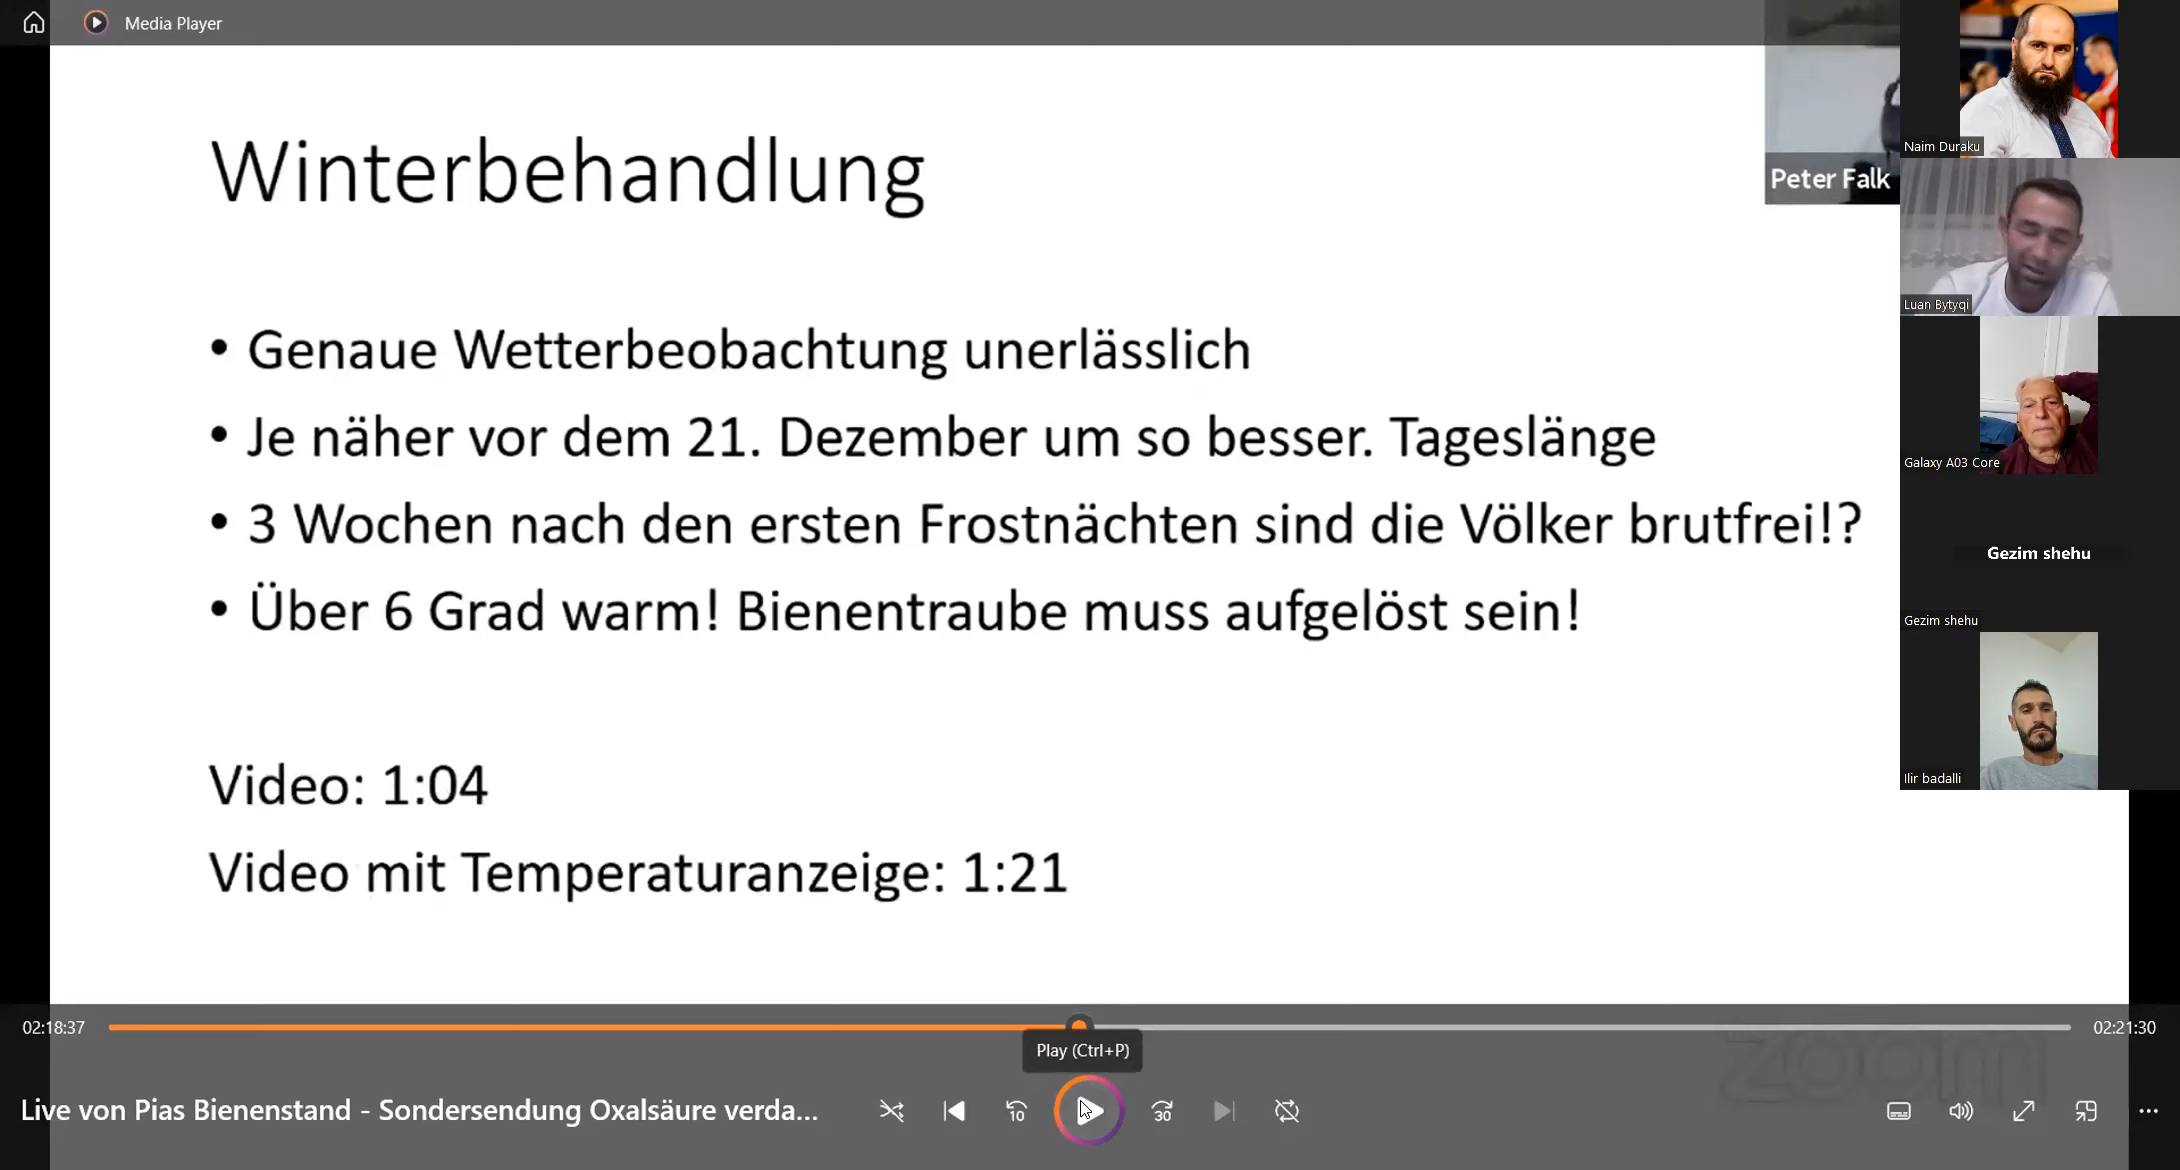 Media Player
Winterbehandlung
• Genaue Wetterbeobachtung unerlässlich
• Je näher vor dem 21. Dezember um so besser. Tageslänge
• 3 Wochen nach den ersten Frostnächten sind die Völker brutfrei!?
• Über 6 Grad warm! Bienentraube muss aufgelöst sein!
Video: 1:04
Video mit Temperaturanzeige: 1:21
Peter Falk
Naim Duraku
Luan Bytyqi
Galaxy A03 Core
Gezim shehu
Gezim shehu
Ilir badalli
02:18:37
02:21:30
Play (Ctrl+P)
zoom
Live von Pias Bienenstand - Sondersendung Oxalsäure verda...
10
30